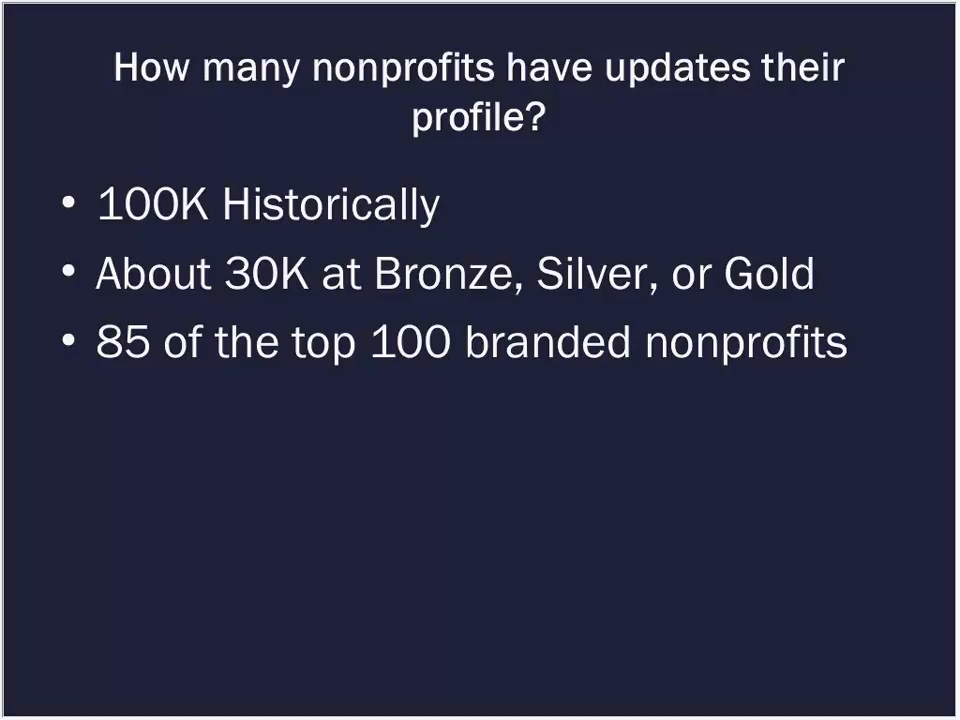 How many nonprofits have updates their
profile?
• 100K Historically
• About 30K at Bronze, Silver, or Gold
• 85 of the top 100 branded nonprofits